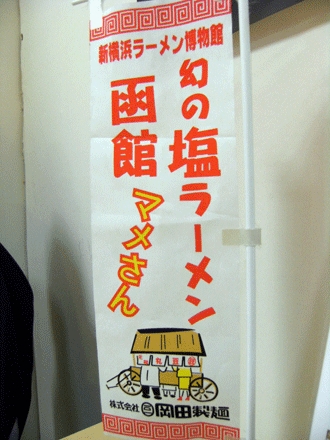 新横浜ラーメン博物館
幻の塩ラーメン
函館
マメさん
株式会社 岡田製麺